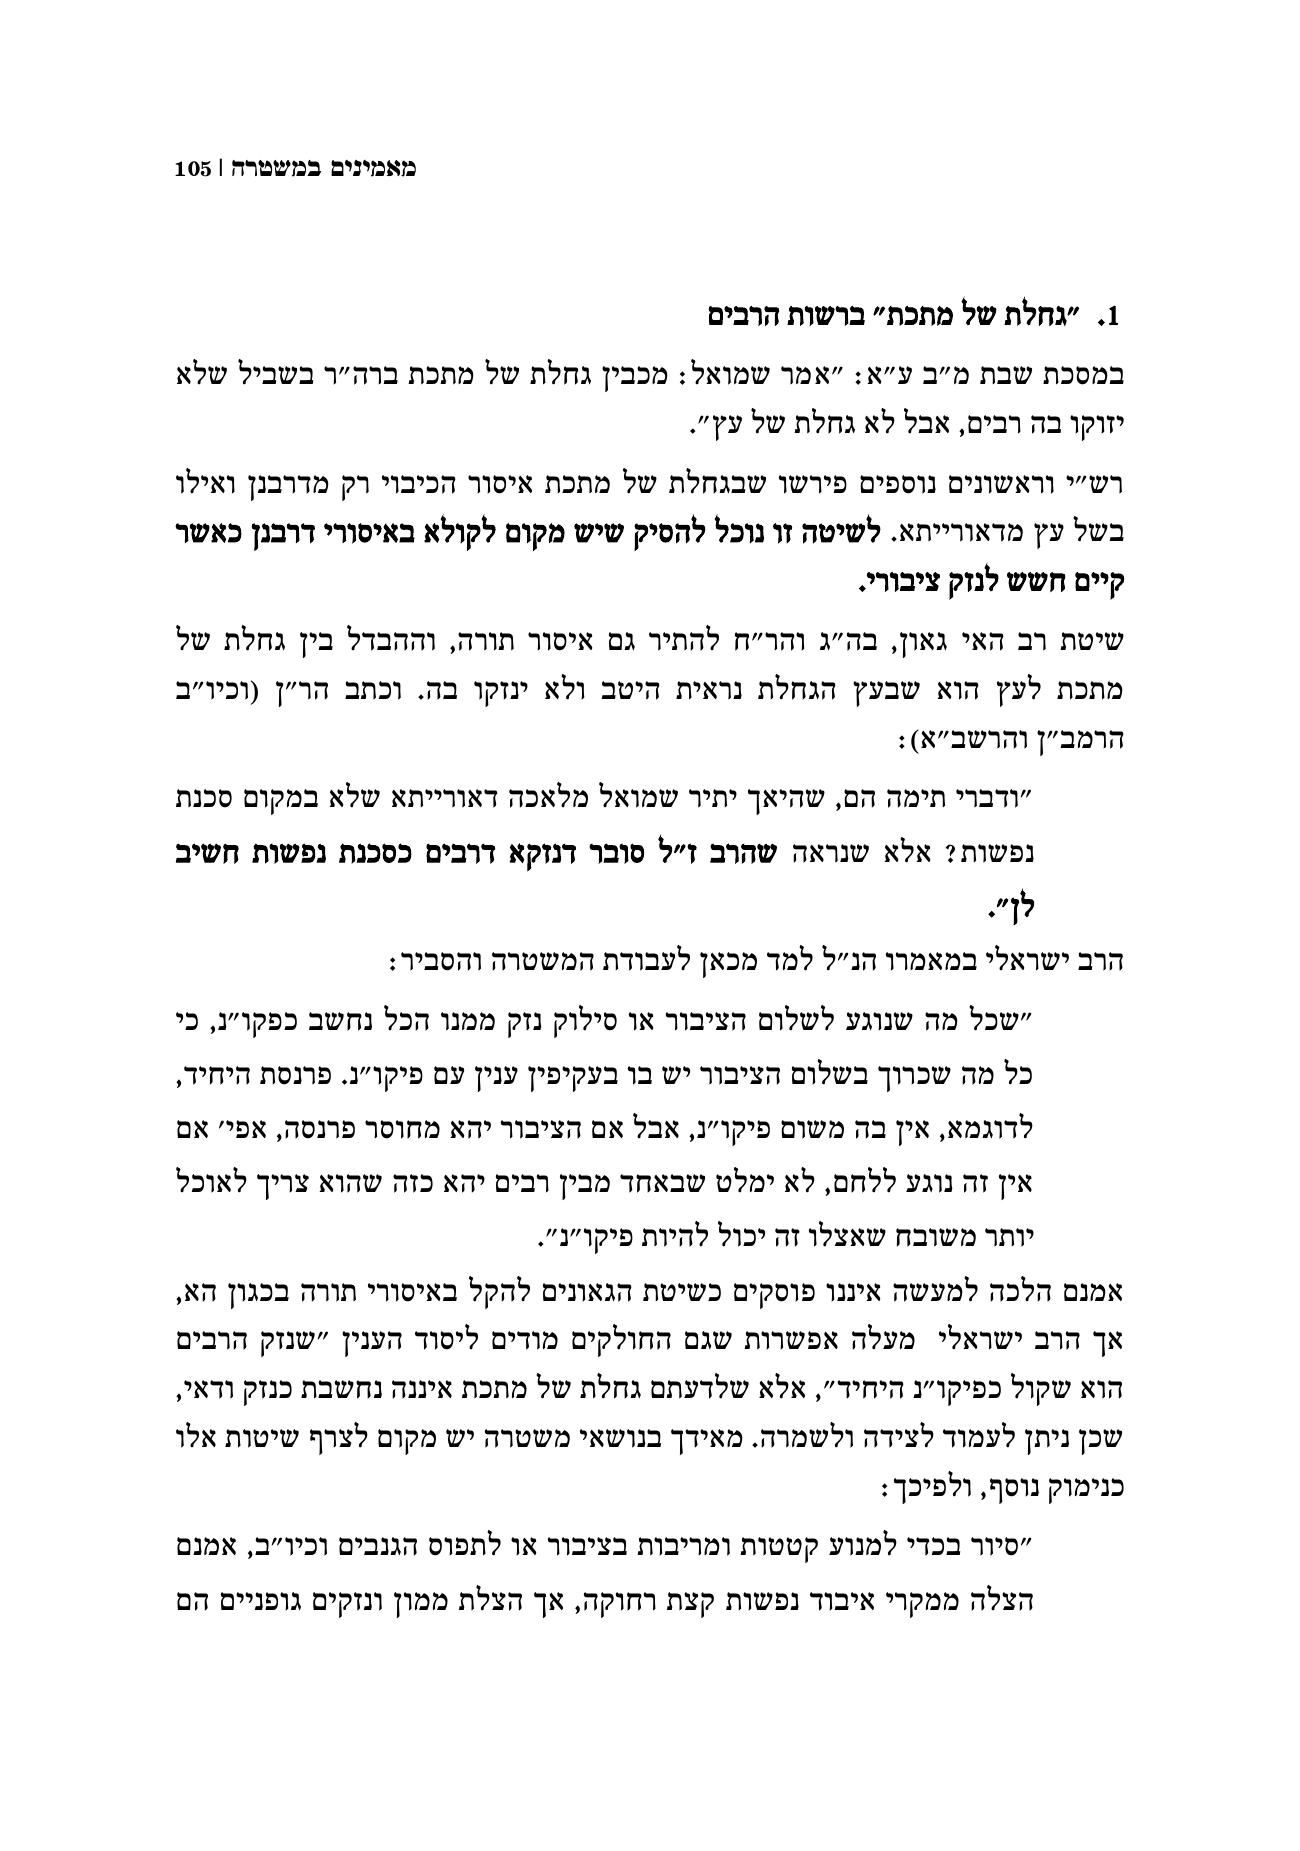 מאמינים במשטרה | 105
1. "גחלת של מתכת" ברשות הרבים
במסכת שבת מ"ב ע"א: "אמר שמואל: מכבין גחלת של מתכת ברה"ר בשביל שלא
יזוקו בה רבים, אבל לא גחלת של עץ".
רש"י וראשונים נוספים פירשו שבגחלת של מתכת איסור הכיבוי רק מדרבנן ואילו
בשל עץ מדאורייתא. לשיטה זו נוכל להסיק שיש מקום לקולא באיסורי דרבנן כאשר
קיים חשש לנזק ציבורי.
שיטת רב האי גאון, בה"ג והר"ח להתיר גם איסור תורה, וההבדל בין גחלת של
מתכת לעץ הוא שבעץ הגחלת נראית היטב ולא ינזקו בה. וכתב הר"ן (וכיו"ב
הרמב"ן והרשב"א):
"ודברי תימה הם, שהיאך יתיר שמואל מלאכה דאורייתא שלא במקום סכנת
נפשות? אלא שנראה שהרב ז"ל סובר דנזקא דרבים כסכנת נפשות חשיב
לן".
הרב ישראלי במאמרו הנ"ל למד מכאן לעבודת המשטרה והסביר:
"שכל מה שנוגע לשלום הציבור או סילוק נזק ממנו הכל נחשב כפקו"נ, כי
כל מה שכרוך בשלום הציבור יש בו בעקיפין ענין עם פיקו"נ. פרנסת היחיד,
לדוגמא, אין בה משום פיקו"נ, אבל אם הציבור יהא מחוסר פרנסה, אפי' אם
אין זה נוגע ללחם, לא ימלט שבאחד מבין רבים יהא כזה שהוא צריך לאוכל
יותר משובח שאצלו זה יכול להיות פיקו"נ".
אמנם הלכה למעשה איננו פוסקים כשיטת הגאונים להקל באיסורי תורה בכגון הא,
אך הרב ישראלי מעלה אפשרות שגם החולקים מודים ליסוד הענין "שנזק הרבים
הוא שקול כפיקו"נ היחיד", אלא שלדעתם גחלת של מתכת איננה נחשבת כנזק ודאי,
שכן ניתן לעמוד לצידה ולשמרה. מאידך בנושאי משטרה יש מקום לצרף שיטות אלו
כנימוק נוסף, ולפיכך:
"סיור בכדי למנוע קטטות ומריבות בציבור או לתפוס הגנבים וכיו"ב, אמנם
הצלה ממקרי איבוד נפשות קצת רחוקה, אך הצלת ממון ונזקים גופניים הם